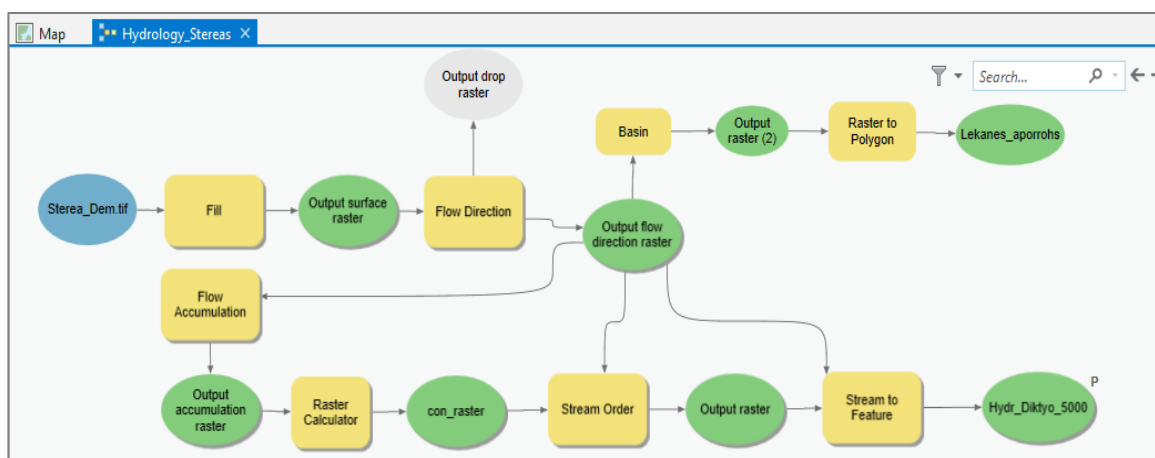 Map
Hydrology_Stereas
Search...
Output drop
raster
Basin
Output
raster (2)
Raster to
Polygon
Lekanes_aporrohs
Sterea_Dem.tif
Fill
Output surface
raster
Flow Direction
Output flow
direction raster
Flow
Accumulation
Output
accumulation
raster
Raster
Calculator
con_raster
Stream Order
Output raster
Stream to
Feature
P
Hydr_Diktyo_5000